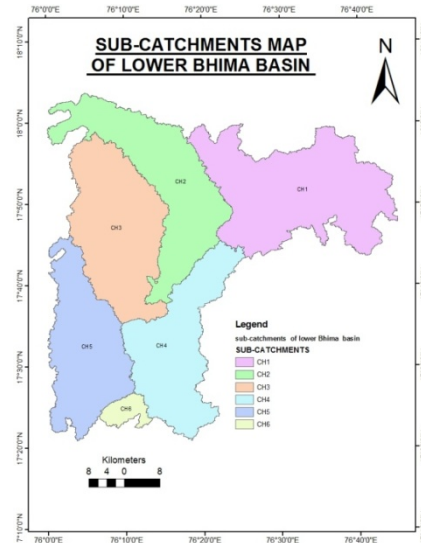 76°0'0"E 76°10'0"E 76°20'0"E 76°30'0"E 76°40'0"E
SUB-CATCHMENTS MAP
OF LOWER BHIMA BASIN
N
18°10'0"N
18°0'0"N
17°50'0"N
17°40'0"N
17°30'0"N
17°20'0"N
17°10'0"N
CH2
CH1
CH3
CH5
CH4
CH6
Legend
sub-catchments of lower Bhima basin
SUB-CATCHMENTS
CH1
CH2
CH3
CH4
CH5
CH6
Kilometers
8 4 0 8
76°0'0"E 76°10'0"E 76°20'0"E 76°30'0"E 76°40'0"E